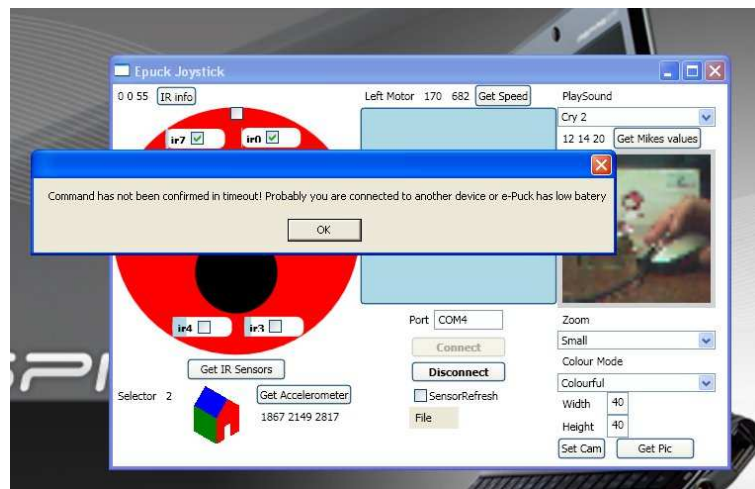 Epuck Joystick
0 0 55 IR info
Left Motor 170 682 Get Speed
PlaySound
Cry 2
ir7 ir0
12 14 20 Get Mikes values
Command has not been confirmed in timeout! Probably you are connected to another device or e-Puck has low batery
OK
ir4 ir3
Get IR Sensors
Selector 2
Get Accelerometer
1867 2149 2817
Port COM4
Connect
Disconnect
SensorRefresh
File
Zoom
Small
Colour Mode
Colourful
Width 40
Height 40
Set Cam Get Pic